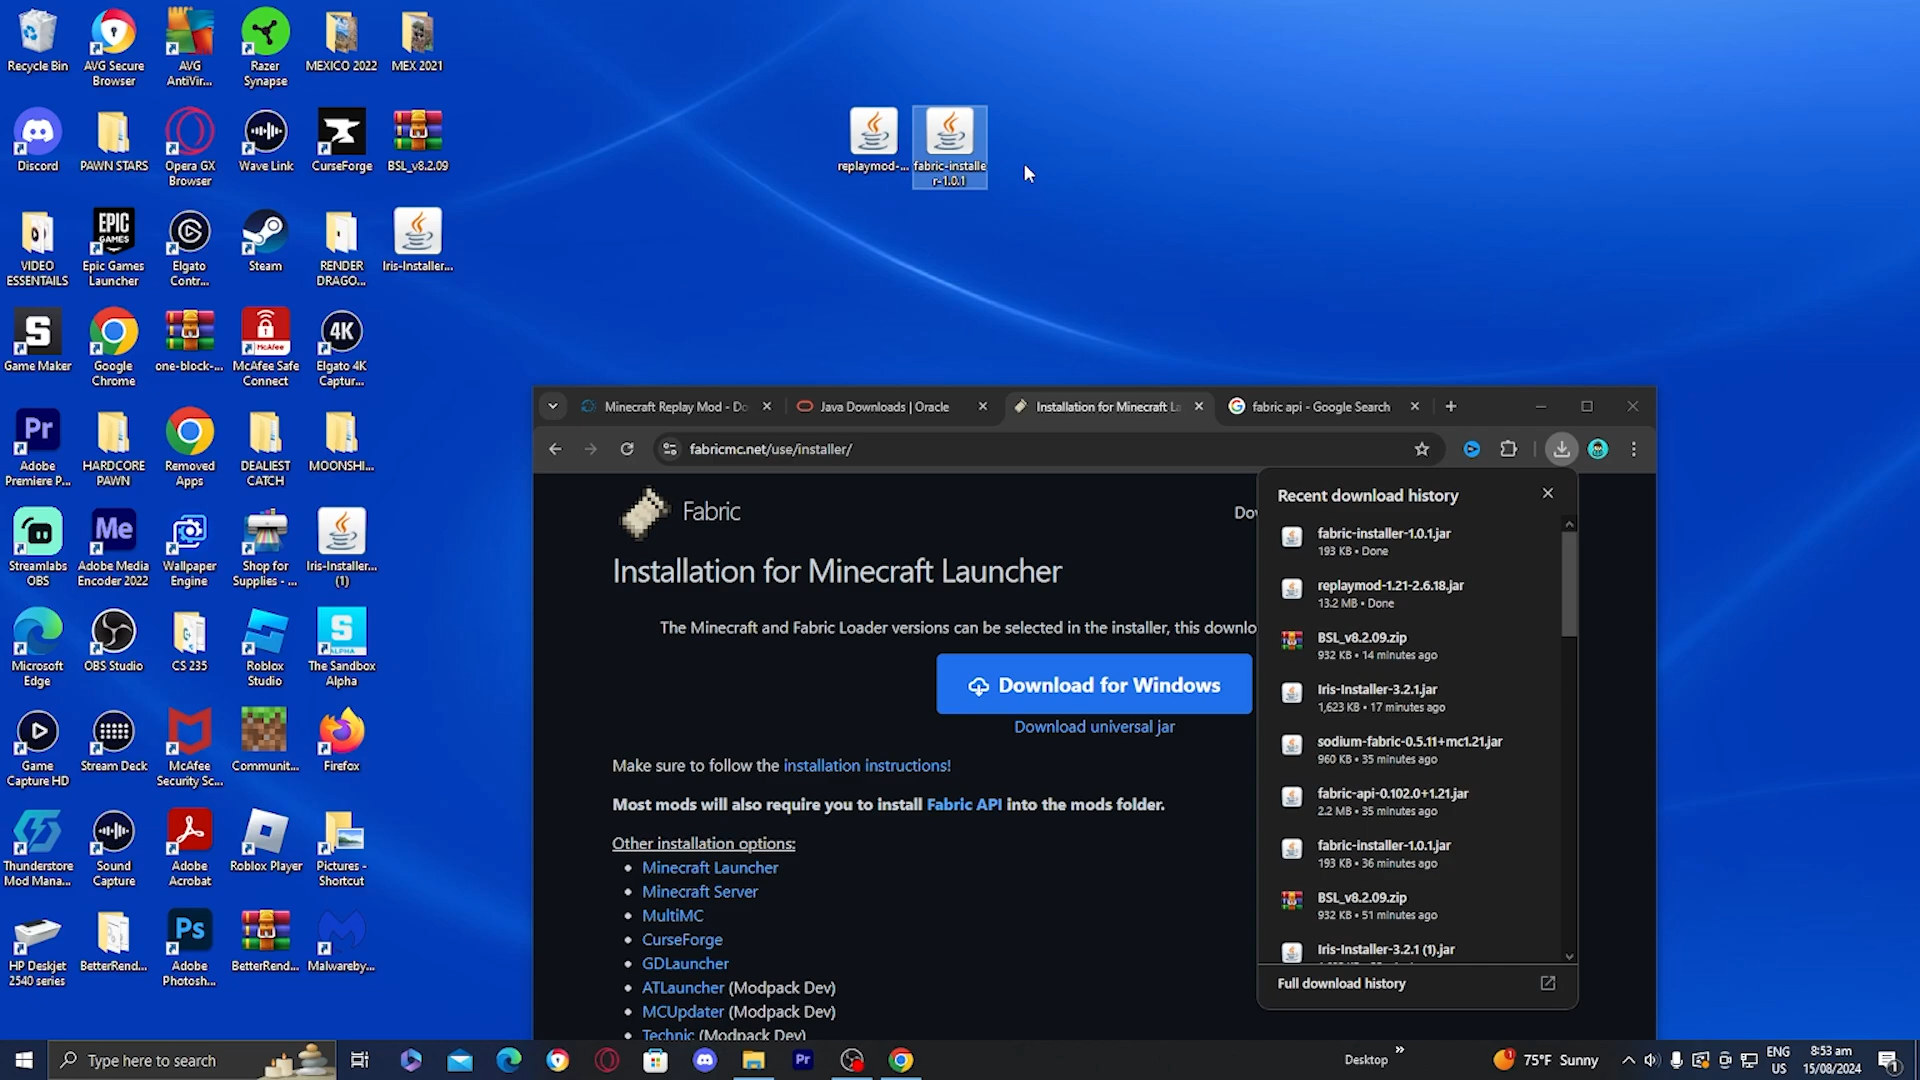 Recycle Bin
AVG Secure
Browser
AVG
AntiVir...
Razer
Synapse
MEXICO 2022
MEX 2021
Discord
PAWN STARS
Opera GX
Browser
Wave Link
CurseForge
BSL_v8.2.09
replaymod-...
fabric-installe
r-1.0.1
VIDEO
ESSENTAILS
EPIC
GAMES
Epic Games
Launcher
Elgato
Contr...
Steam
RENDER
DRAGO...
Iris-Installer...
Game Maker
Google
Chrome
one-block-...
McAfee
McAfee Safe
Connect
4K
Elgato 4K
Captur...
Pr
Adobe
Premiere P...
HARDCORE
PAWN
Removed
Apps
DEALIEST
CATCH
MOONSHI...
Streamlabs
OBS
Me
Adobe Media
Encoder 2022
Wallpaper
Engine
Shop for
Supplies - ...
Iris-Installer...
(1)
Microsoft
Edge
OBS Studio
CS 235
Roblox
Studio
ALPHA
The Sandbox
Alpha
Game
Capture HD
Stream Deck
McAfee
Security Sc...
Communit...
Firefox
Thunderstore
Mod Mana...
Sound
Capture
Adobe
Acrobat
Roblox Player
Pictures -
Shortcut
HP Deskjet
2540 series
BetterRend...
Ps
Adobe
Photosh...
BetterRend...
Malwareby...
Minecraft Replay Mod - Do
Java Downloads | Oracle
Installation for Minecraft La
fabric api - Google Search
fabricmc.net/use/installer/
Fabric
Dov
Installation for Minecraft Launcher
The Minecraft and Fabric Loader versions can be selected in the installer, this downlo
Download for Windows
Download universal jar
Make sure to follow the installation instructions!
Most mods will also require you to install Fabric API into the mods folder.
Other installation options:
Minecraft Launcher
Minecraft Server
MultiMC
CurseForge
GDLauncher
ATLauncher (Modpack Dev)
MCUpdater (Modpack Dev)
Technic (Modpack Dev)
Recent download history
fabric-installer-1.0.1.jar
193 KB • Done
replaymod-1.21-2.6.18.jar
13.2 MB • Done
BSL_v8.2.09.zip
932 KB • 14 minutes ago
Iris-Installer-3.2.1.jar
1,623 KB • 17 minutes ago
sodium-fabric-0.5.11+mc1.21.jar
960 KB • 35 minutes ago
fabric-api-0.102.0+1.21.jar
2.2 MB • 35 minutes ago
fabric-installer-1.0.1.jar
193 KB • 36 minutes ago
BSL_v8.2.09.zip
932 KB • 51 minutes ago
Iris-Installer-3.2.1 (1).jar
Full download history
Type here to search
Pr
Desktop
1
75°F Sunny
ENG
US
8:53 am
15/08/2024
1